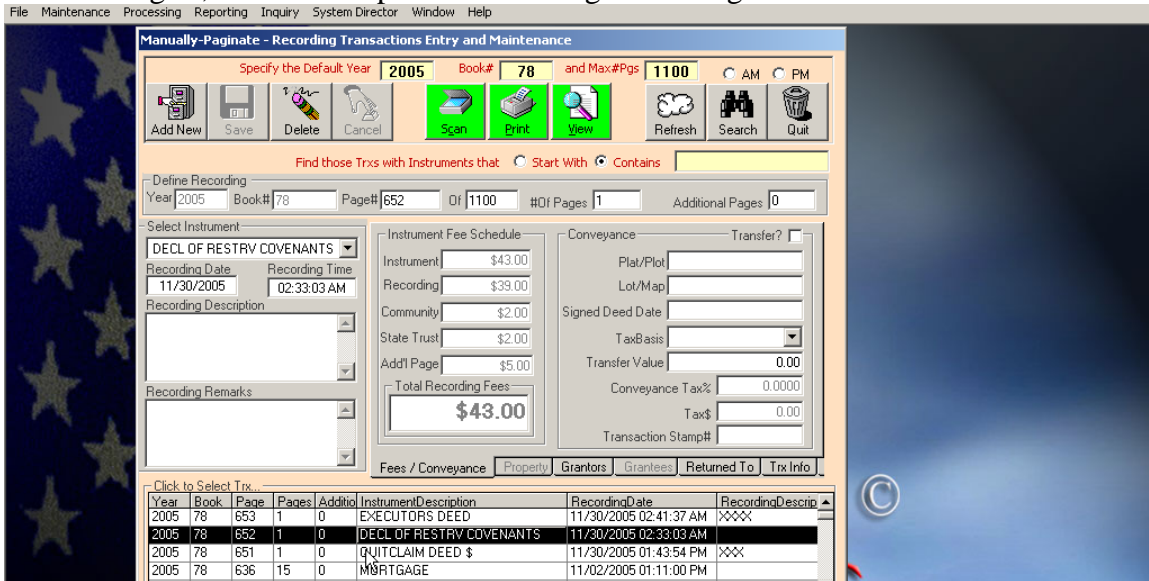 File Maintenance Processing Reporting Inquiry System Director Window Help
Manually-Paginate - Recording Transactions Entry and Maintenance
Specify the Default Year 2005 Book# 78 and Max#Pgs 1100 AM PM
Add New Save Delete Cancel Scan Print View Refresh Search Quit
Find those Trxs with Instruments that Start With Contains
Define Recording
Year 2005 Book# 78 Page# 652 Of 1100 #Of Pages 1 Additional Pages 0
Select Instrument
DECL OF RESTRV COVENANTS
Recording Date Recording Time
11/30/2005 02:33:03 AM
Recording Description
Recording Remarks
Instrument Fee Schedule
Instrument $43.00
Recording $39.00
Community $2.00
State Trust $2.00
Add'l Page $5.00
Total Recording Fees
$43.00
Conveyance Transfer?
Plat/Plot
Lot/Map
Signed Deed Date
TaxBasis
Transfer Value 0.00
Conveyance Tax% 0.0000
Tax$ 0.00
Transaction Stamp#
Fees / Conveyance Property Grantors Grantees Returned To Trx Info
Click to Select Trx...
Year Book Page Pages Additio InstrumentDescription RecordingDate RecordingDescrip
2005 78 653 1 0 EXECUTORS DEED 11/30/2005 02:41:37 AM XXXX
2005 78 652 1 0 DECL OF RESTRV COVENANTS 11/30/2005 02:33:03 AM
2005 78 651 1 0 QUITCLAIM DEED $ 11/30/2005 01:43:54 PM XXX
2005 78 636 15 0 MORTGAGE 11/02/2005 01:11:00 PM
©